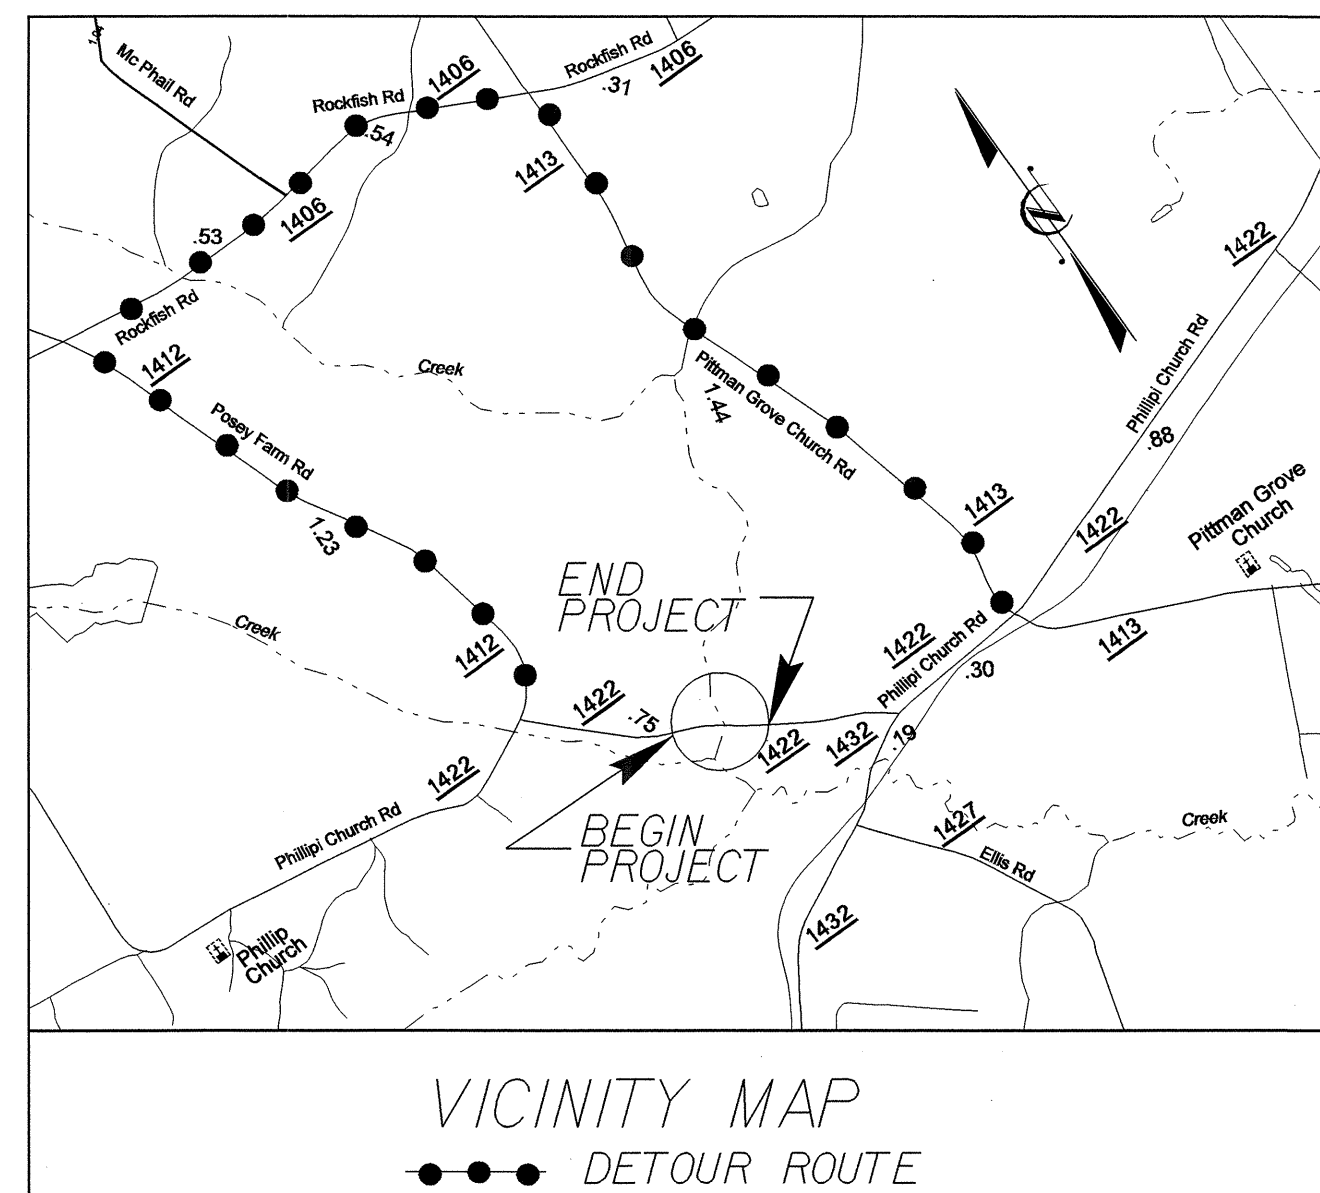 1.04
Mc Phail Rd
Rockfish Rd
1406
Rockfish Rd
.31
1406
.54
1413
1406
.53
Rockfish Rd
1412
Creek
Posey Farm Rd
1.23
Pittman Grove Church Rd
1.44
N
1422
Phillipi Church Rd
.88
1422
1413
Pittman Grove
Church
END
PROJECT
Creek
1412
1422
.75
1422
Phillipi Church Rd
.30
1413
1422
1432
.19
1422
Phillipi Church Rd
BEGIN
PROJECT
1427
Ellis Rd
Creek
1432
Phillip
Church
VICINITY MAP
DETOUR ROUTE